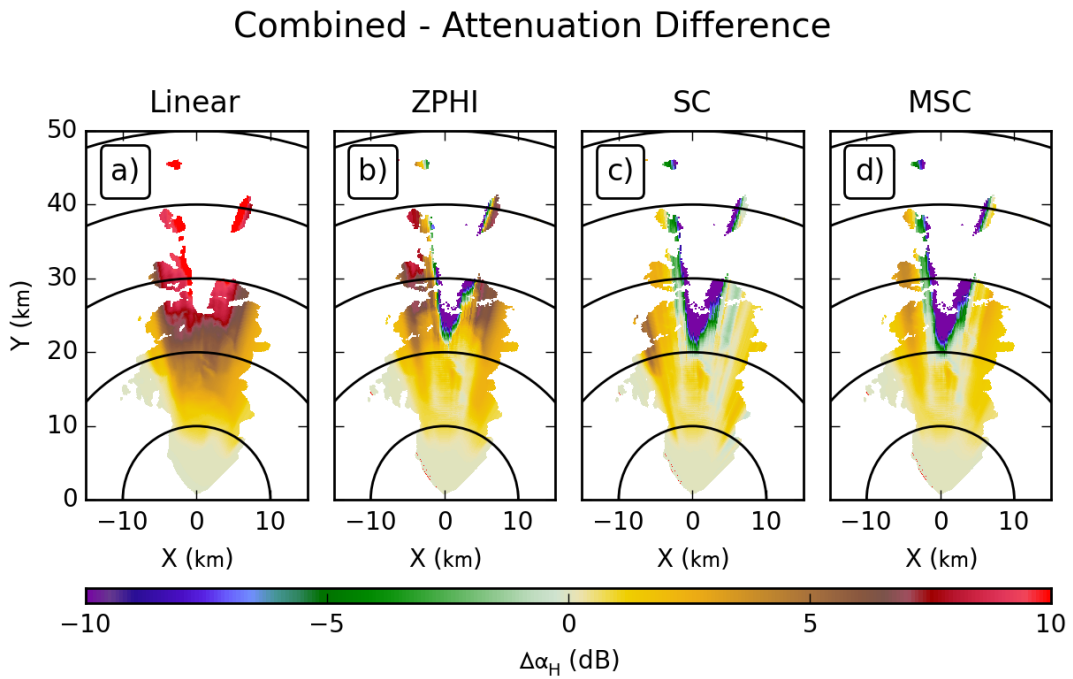 Combined - Attenuation Difference
Linear ZPHI SC MSC
a) b) c) d)
50
40
30
20
10
0
Y (km)
−10 0 10 −10 0 10 −10 0 10 −10 0 10
X (km) X (km) X (km) X (km)
−10 −5 0 5 10
Δα_H (dB)